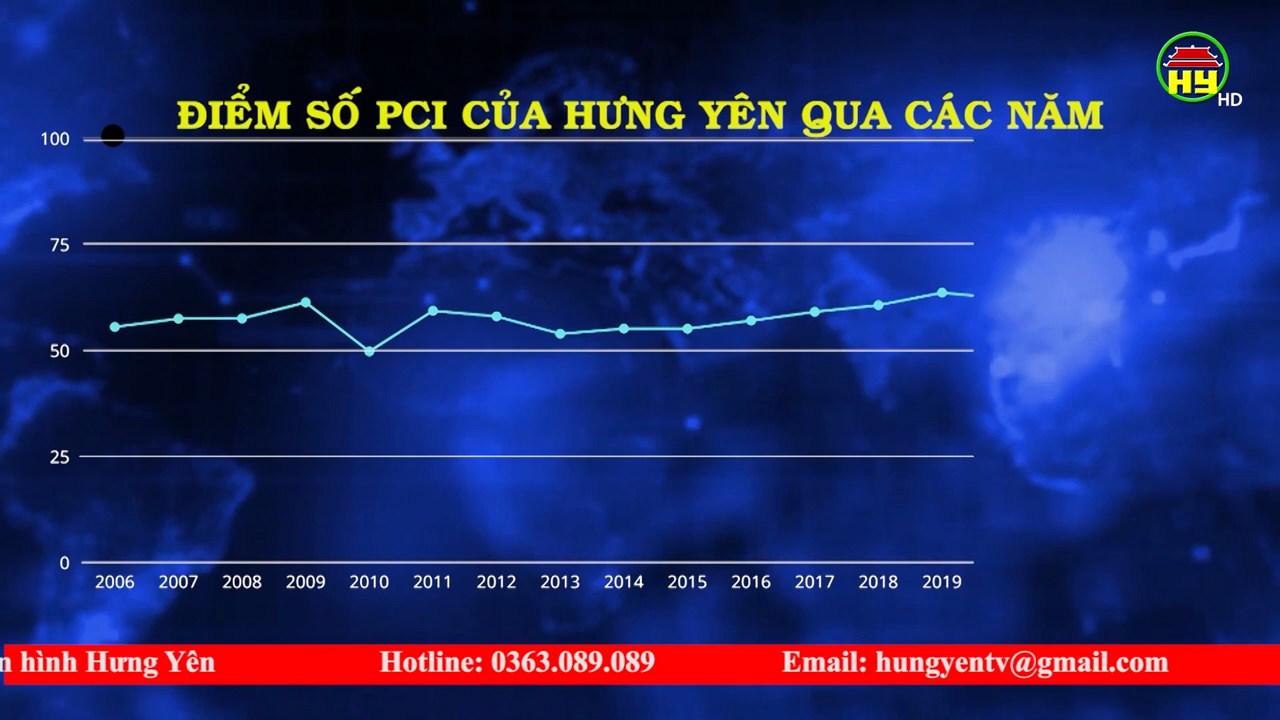 HY
HD
ĐIỂM SỐ PCI CỦA HƯNG YÊN QUA CÁC NĂM
100
75
50
25
0
2006 2007 2008 2009 2010 2011 2012 2013 2014 2015 2016 2017 2018 2019
n hình Hưng Yên Hotline: 0363.089.089 Email: hungyentv@gmail.com